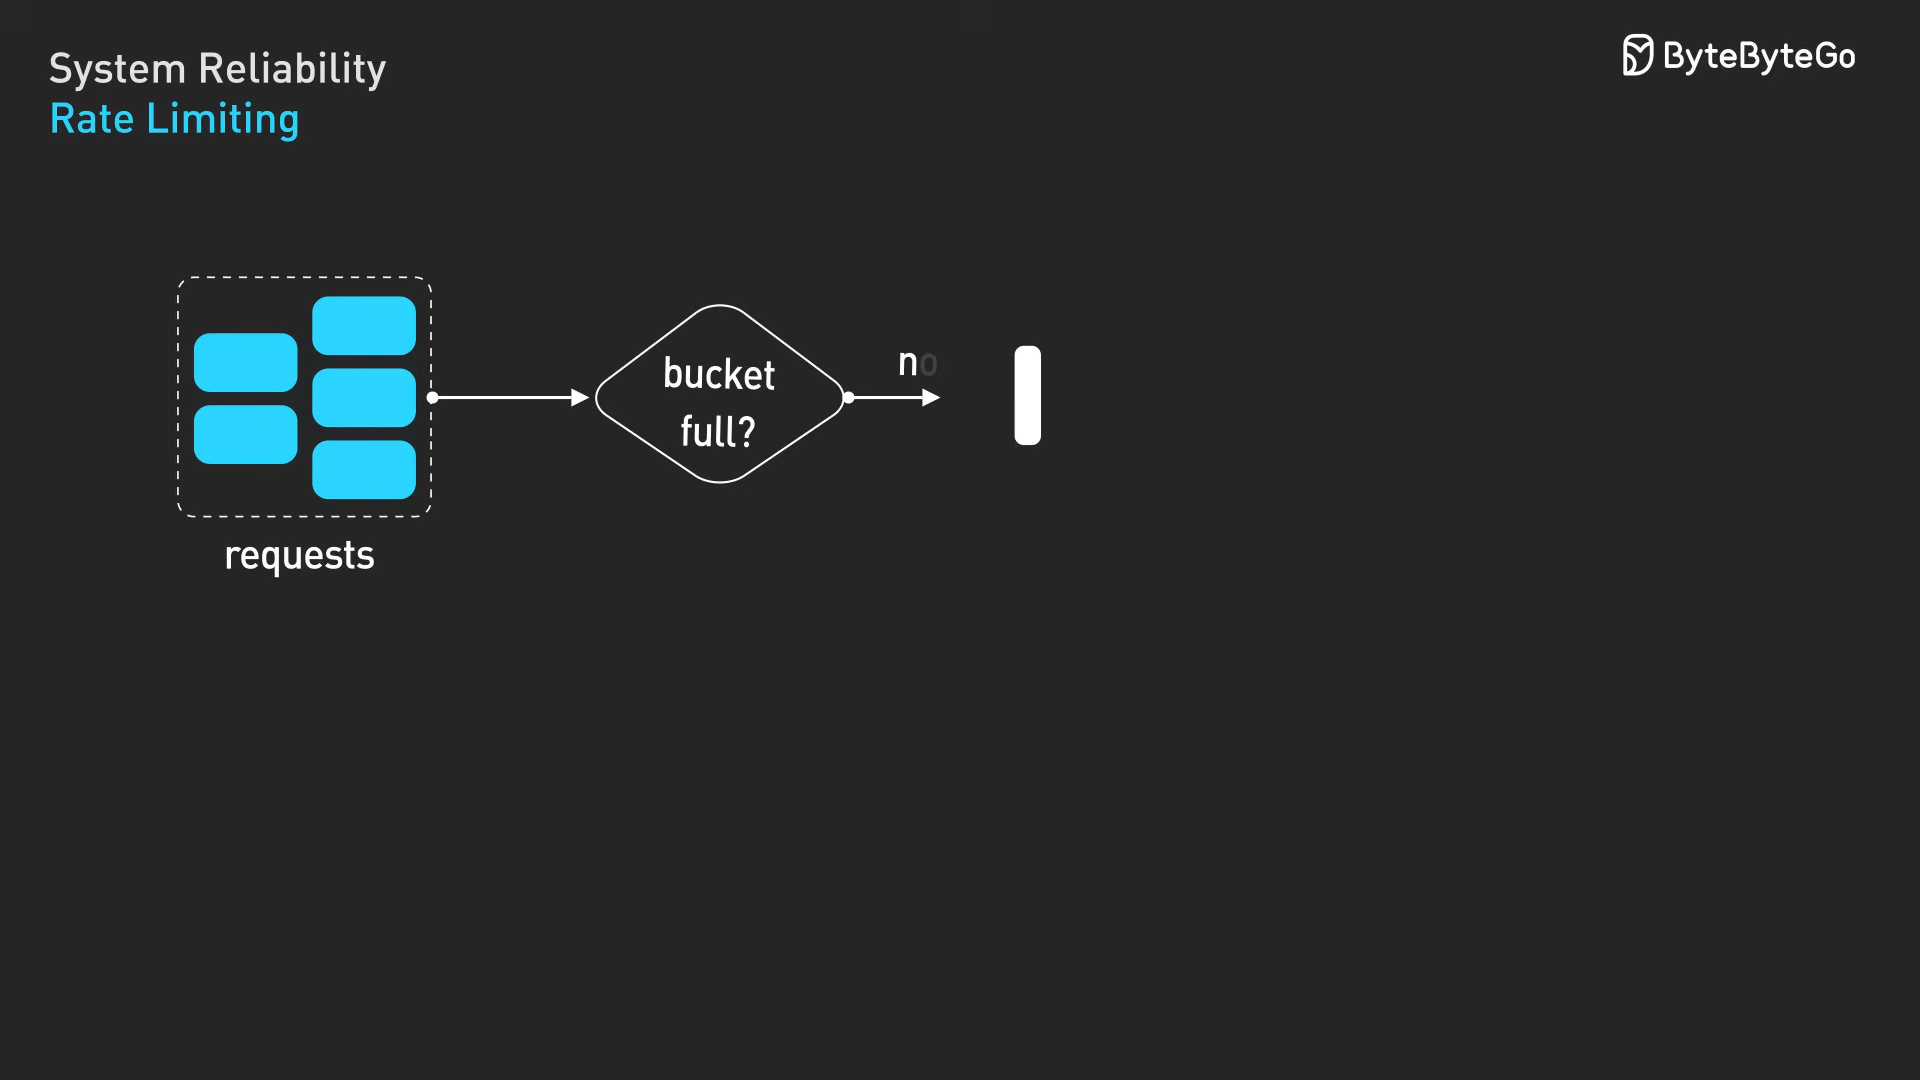 System Reliability
Rate Limiting
ByteByteGo
bucket
full?
no
requests